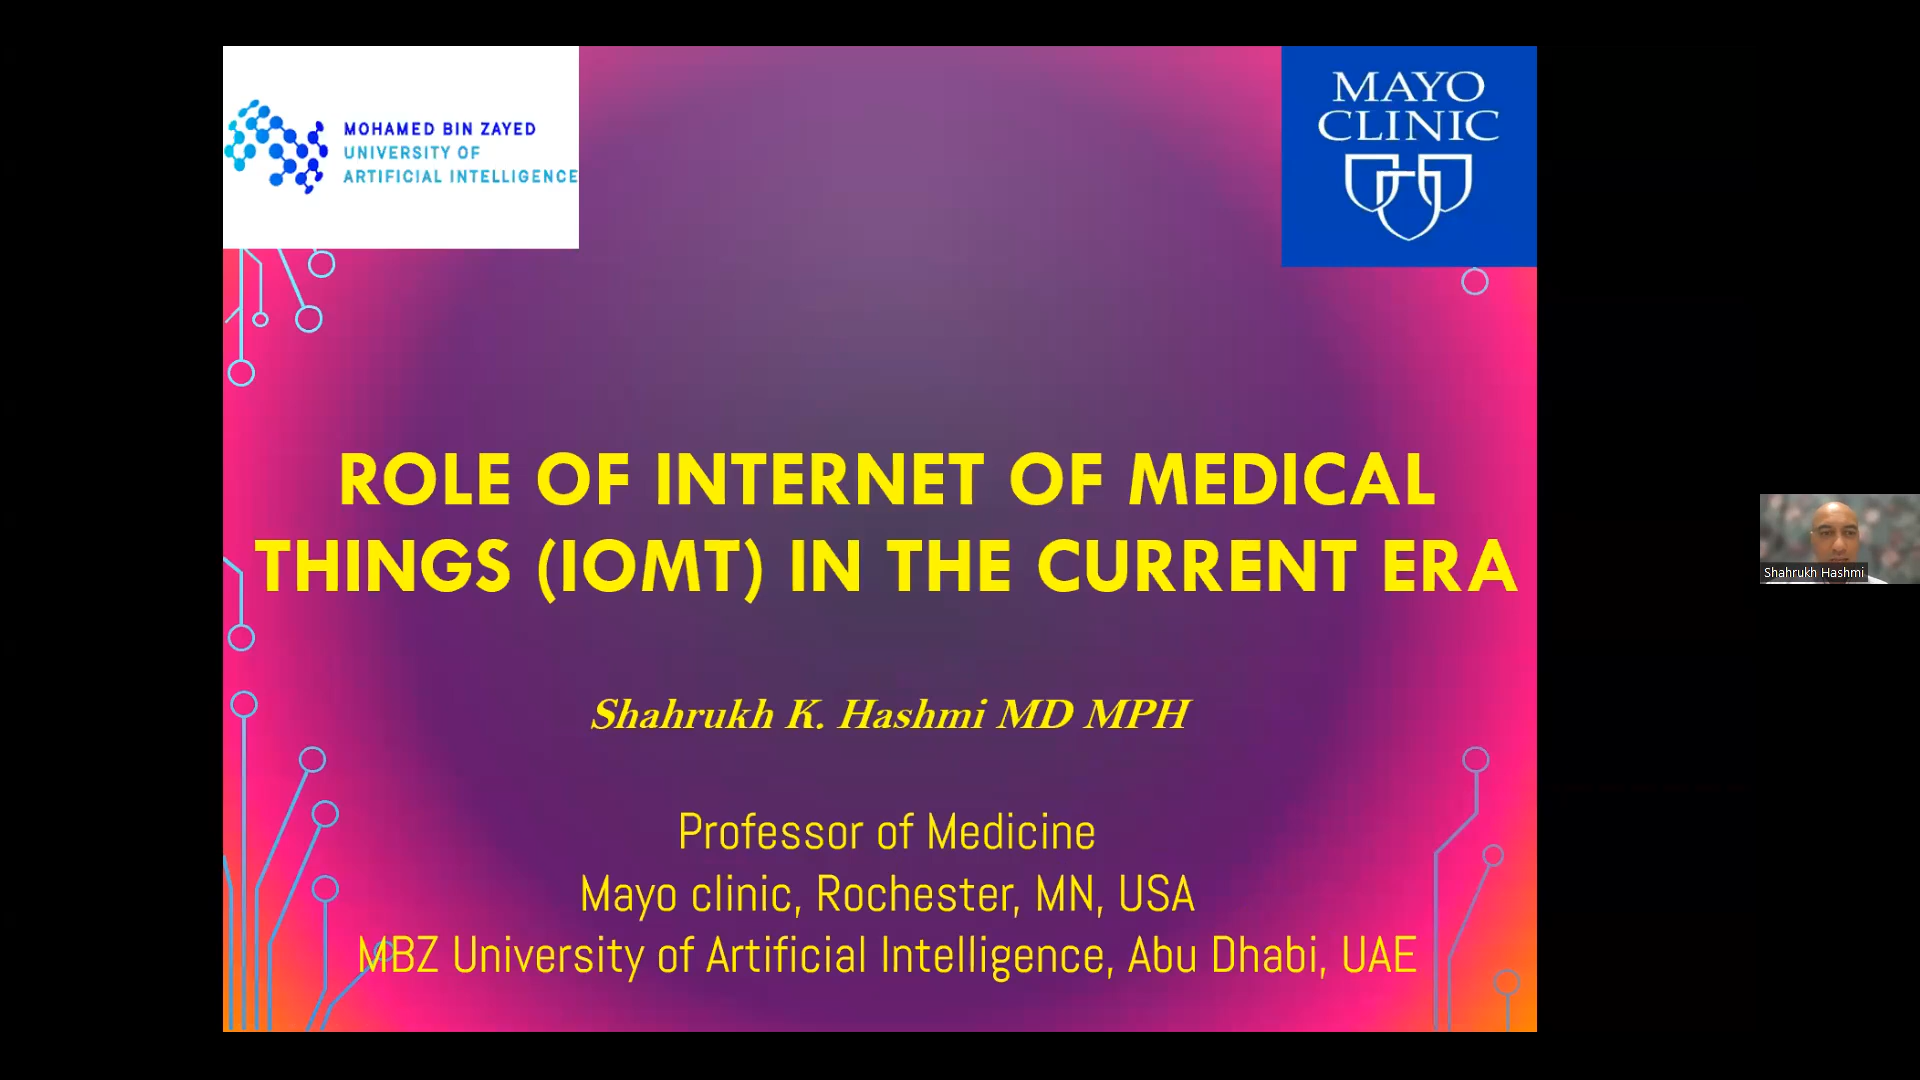 MOHAMED BIN ZAYED
UNIVERSITY OF
ARTIFICIAL INTELLIGENCE
MAYO
CLINIC
ROLE OF INTERNET OF MEDICAL
THINGS (IOMT) IN THE CURRENT ERA
Shahrukh K. Hashmi MD MPH
Professor of Medicine
Mayo clinic, Rochester, MN, USA
MBZ University of Artificial Intelligence, Abu Dhabi, UAE
Shahrukh Hashmi